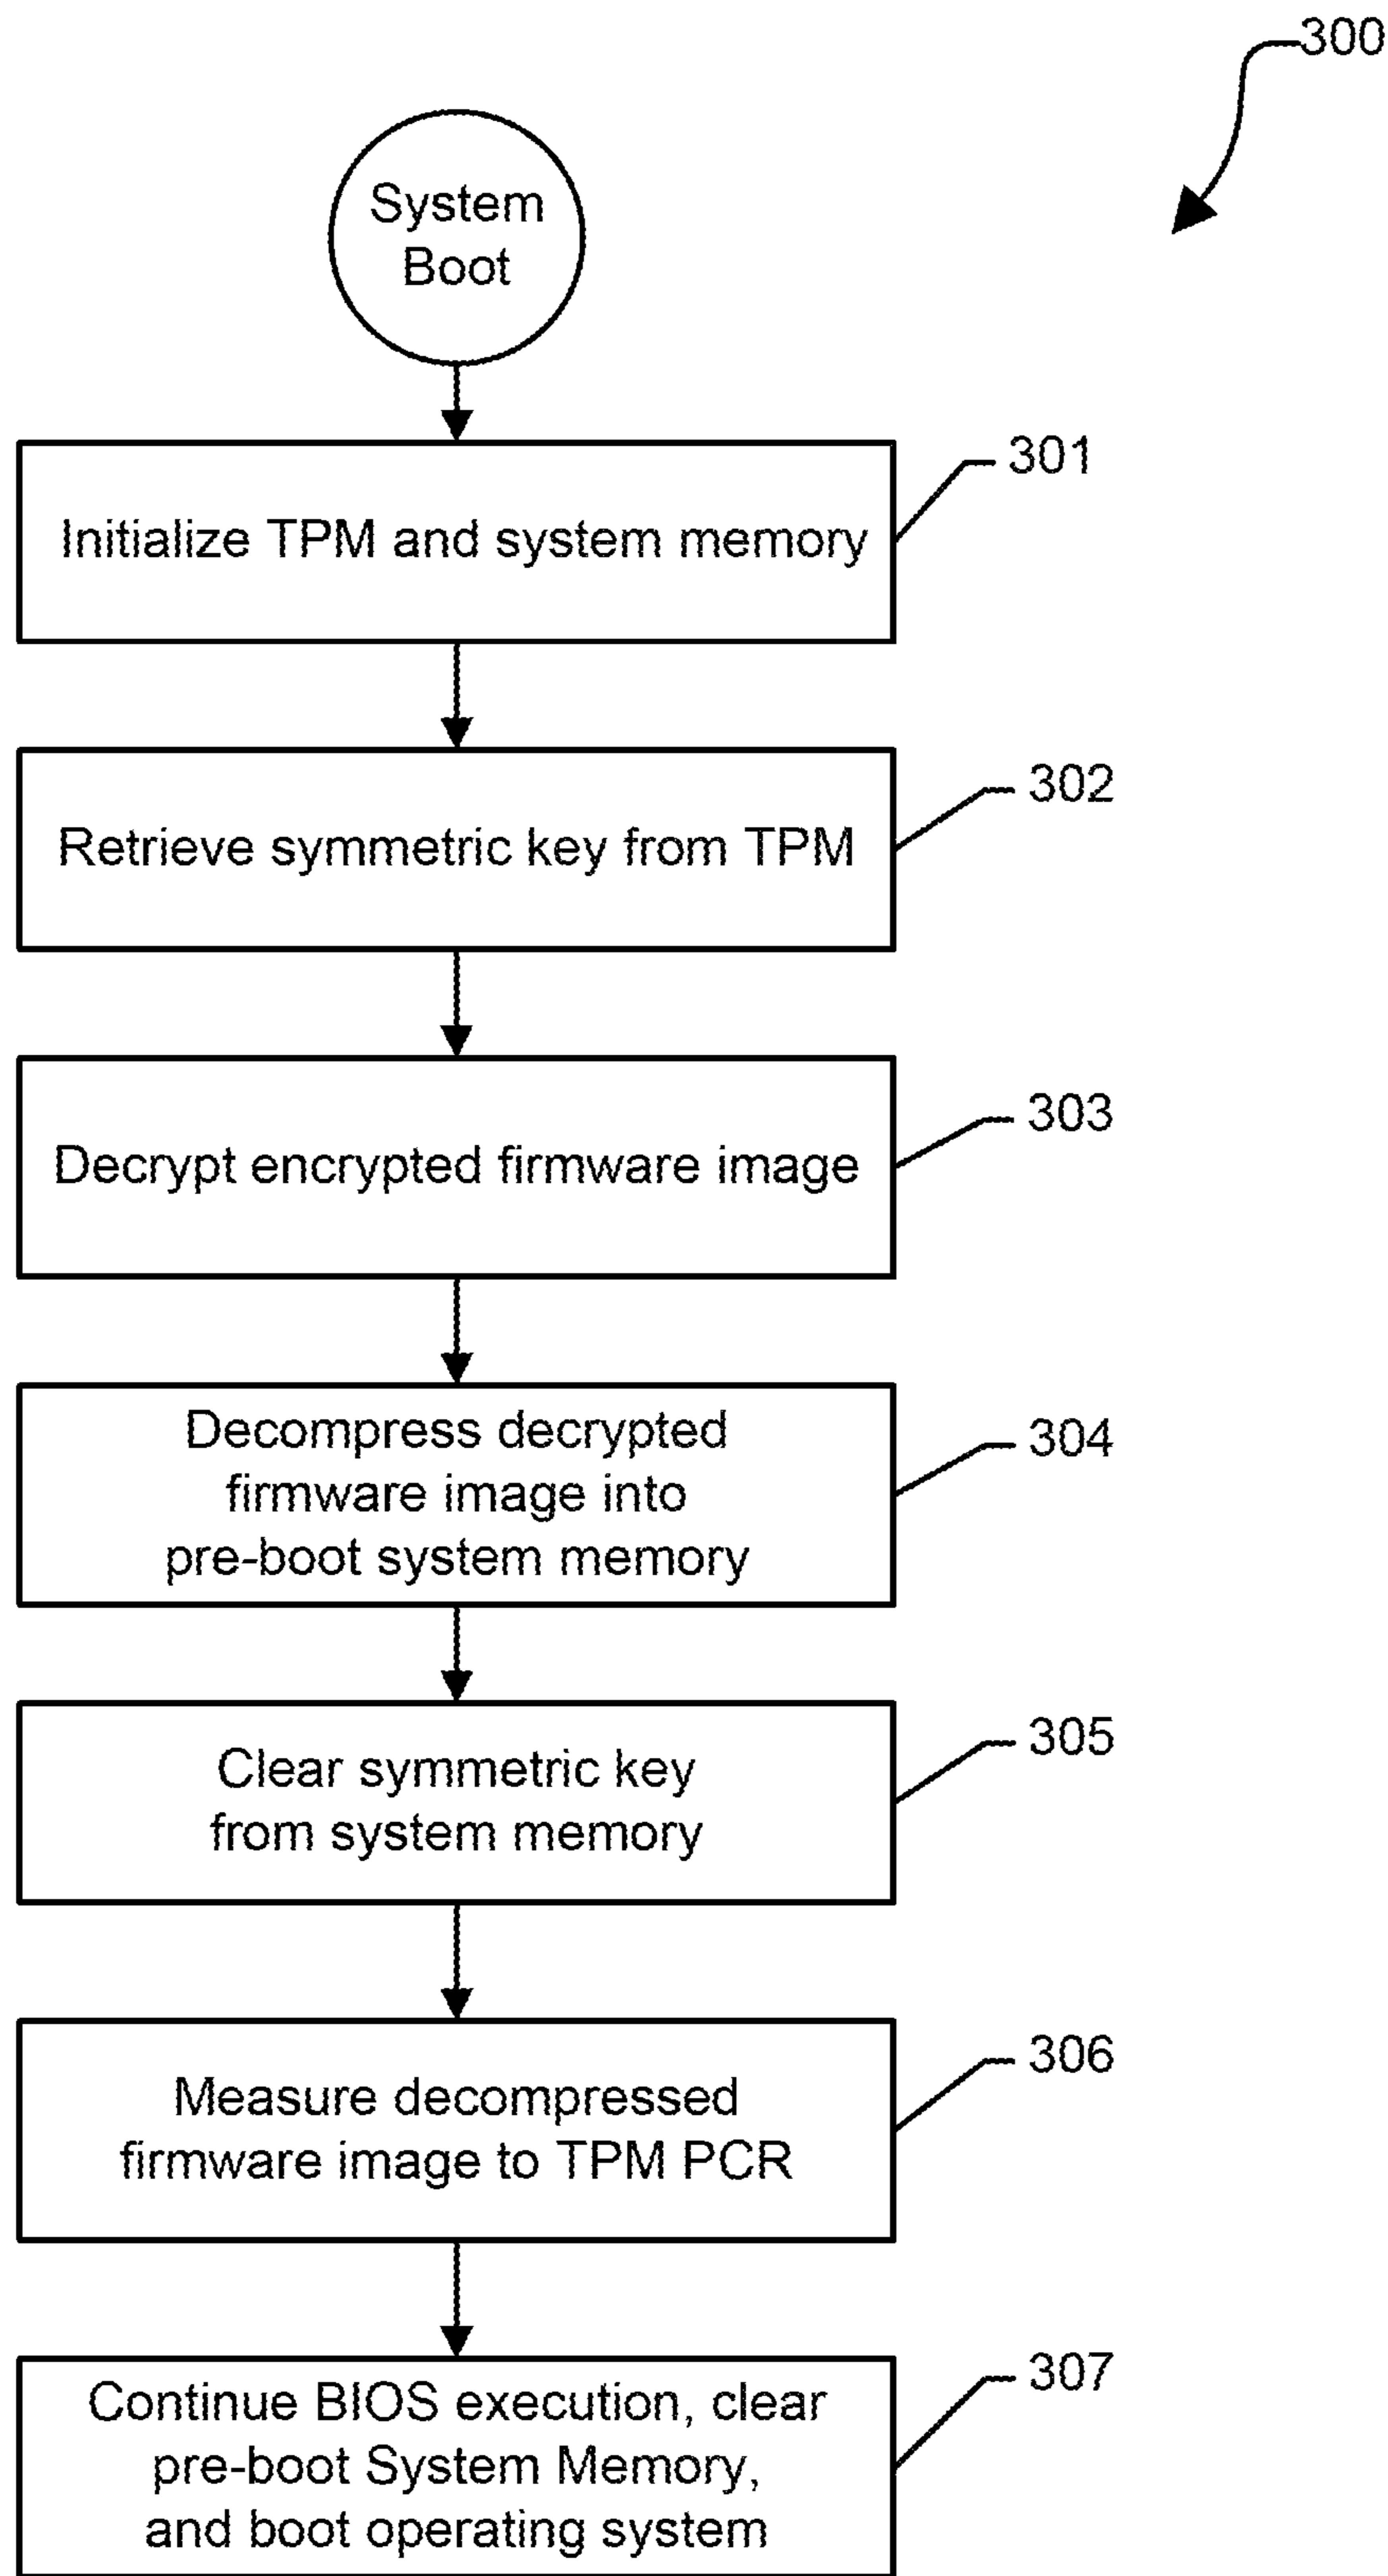 300
System
Boot
301
Initialize TPM and system memory
302
Retrieve symmetric key from TPM
303
Decrypt encrypted firmware image
304
Decompress decrypted
firmware image into
pre-boot system memory
305
Clear symmetric key
from system memory
306
Measure decompressed
firmware image to TPM PCR
307
Continue BIOS execution, clear
pre-boot System Memory,
and boot operating system